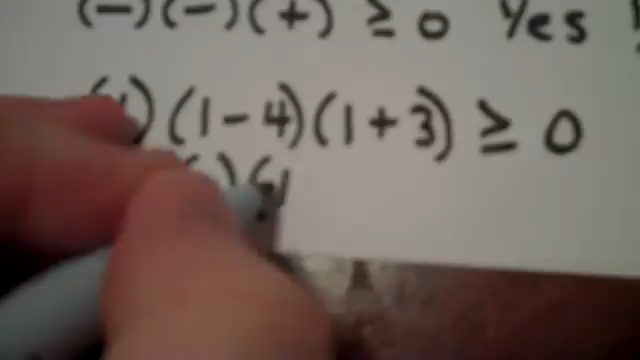 (−)(−)(+) ≥ 0 Yes
(1)(1−4)(1+3) ≥ 0